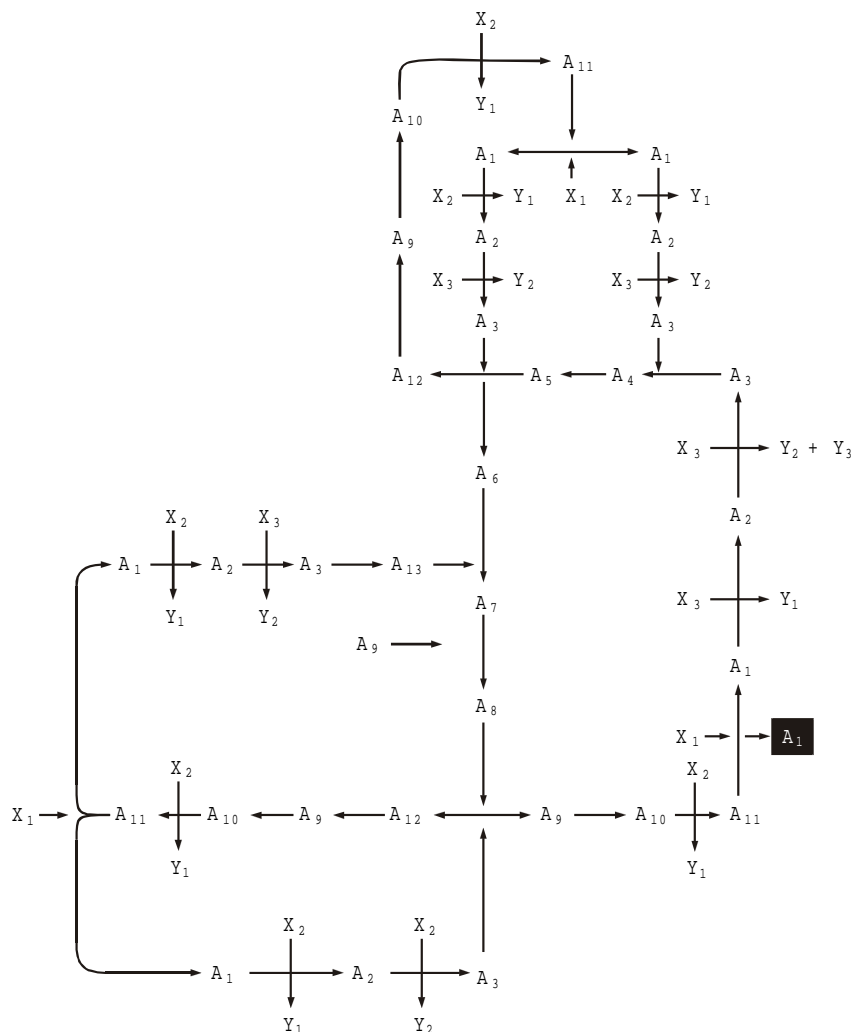 X₂
A₁₁
Y₁
A₁₀
A₁ A₁
X₂ Y₁ X₁ X₂ Y₁
A₉ A₂ A₂
X₃ Y₂ X₃ Y₂
A₃ A₃
A₁₂ A₅ A₄ A₃
X₃ Y₂ + Y₃
A₆
X₂ X₃ A₂
A₁ A₂ A₃ A₁₃
A₇ X₃ Y₁
Y₁ Y₂
A₉
A₁
A₈
X₁ A₁
X₂ X₂
X₁ A₁₁ A₁₀ A₉ A₁₂ A₉ A₁₀ A₁₁
Y₁ Y₁
X₂ X₂
A₁ A₂ A₃
Y₁ Y₂